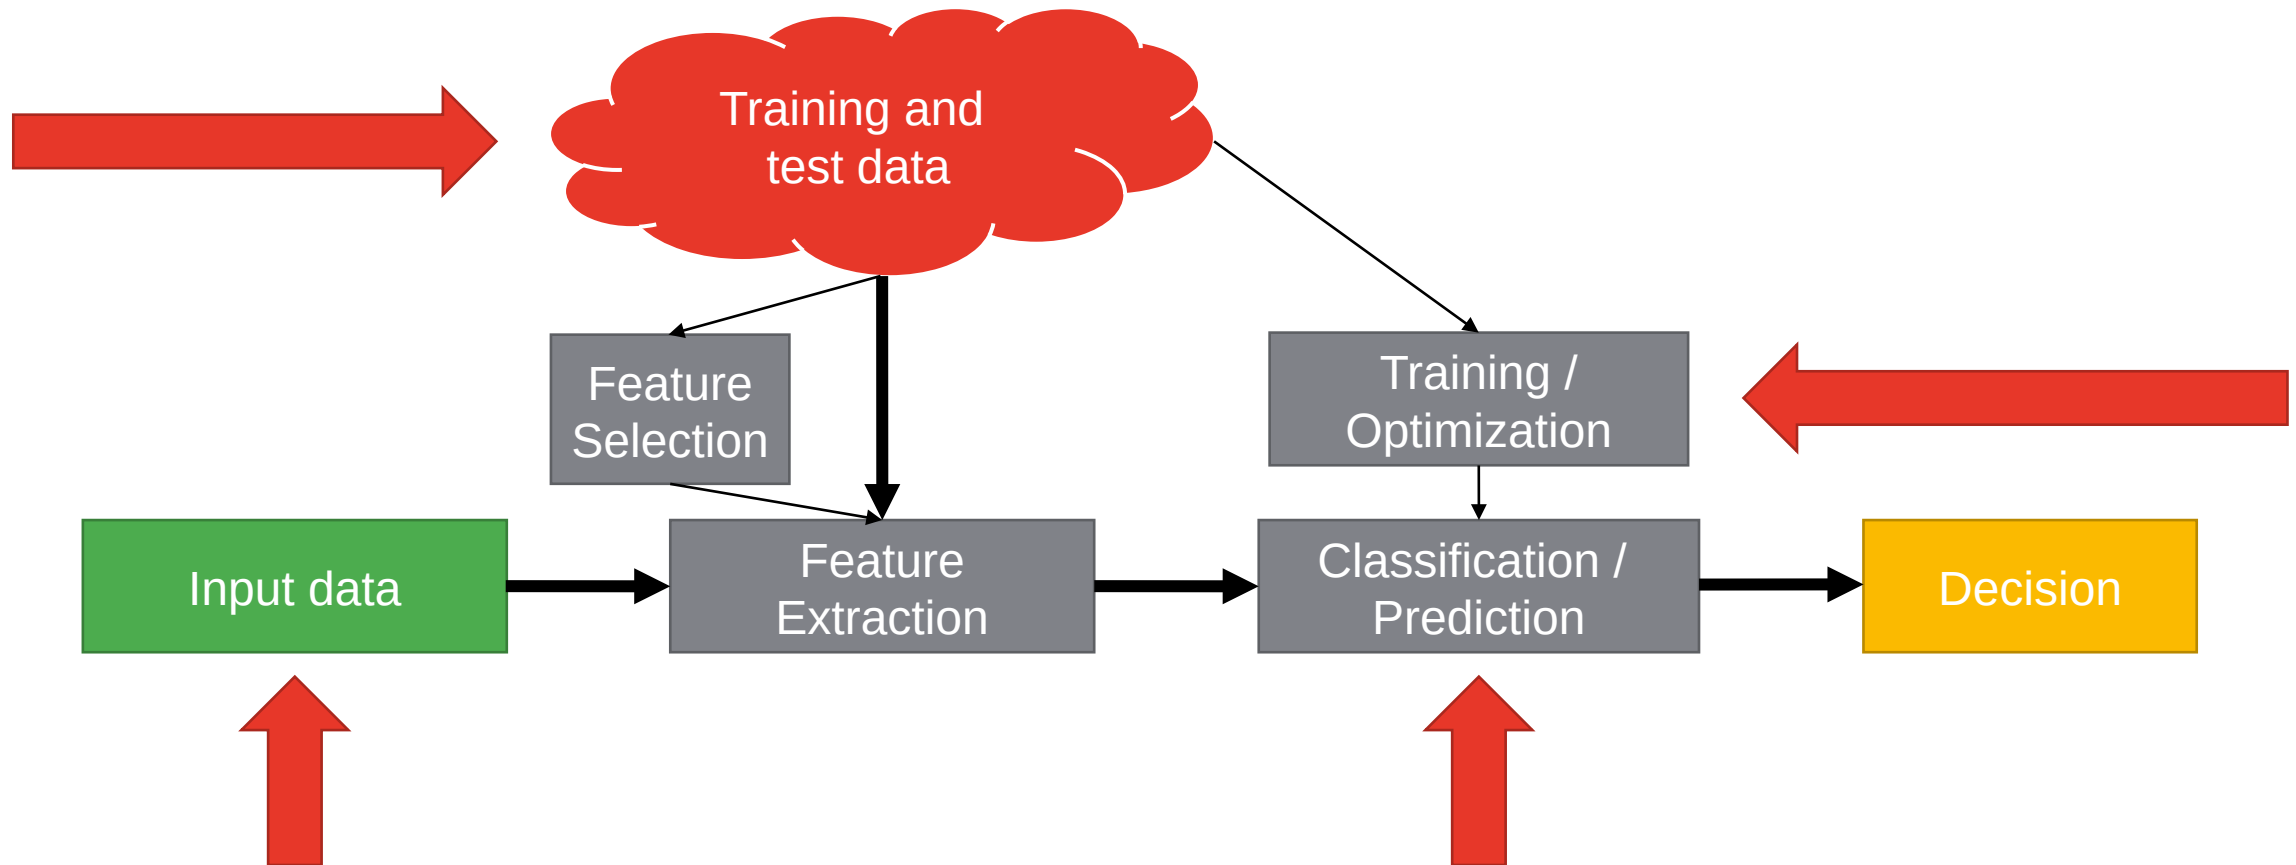 Training and
test data
Feature
Selection
Training /
Optimization
Input data
Feature
Extraction
Classification /
Prediction
Decision